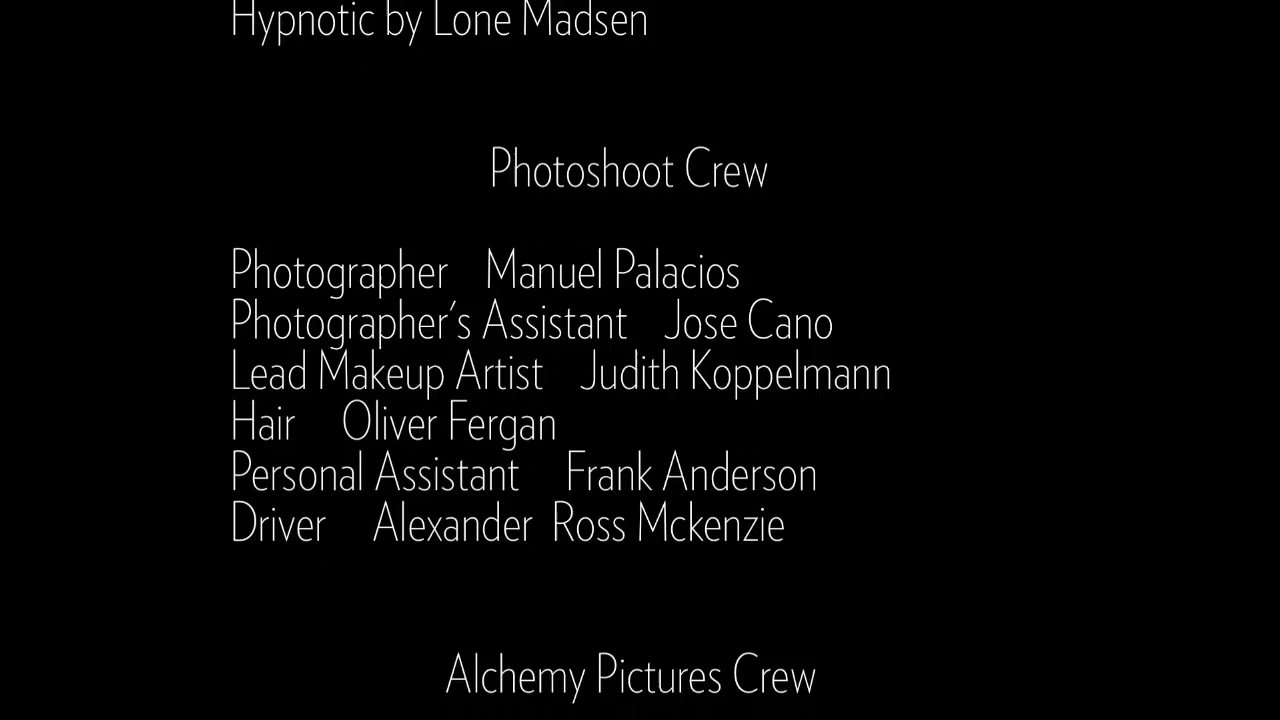 Hypnotic by Lone Madsen
Photoshoot Crew
Photographer Manuel Palacios
Photographer's Assistant Jose Cano
Lead Makeup Artist Judith Koppelmann
Hair Oliver Fergan
Personal Assistant Frank Anderson
Driver Alexander Ross Mckenzie
Alchemy Pictures Crew